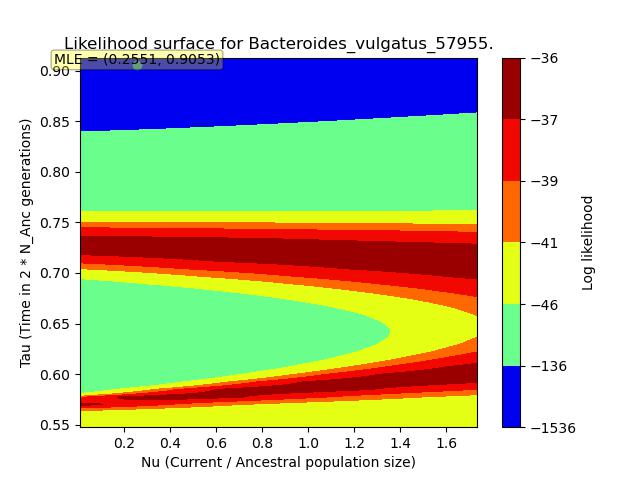 Likelihood surface for Bacteroides_vulgatus_57955.
MLE = (0.2551, 0.9053)
Tau (Time in 2 * N_Anc generations)
0.90
0.85
0.80
0.75
0.70
0.65
0.60
0.55
0.2 0.4 0.6 0.8 1.0 1.2 1.4 1.6
Nu (Current / Ancestral population size)
−36
−37
−39
−41
−46
−136
−1536
Log likelihood